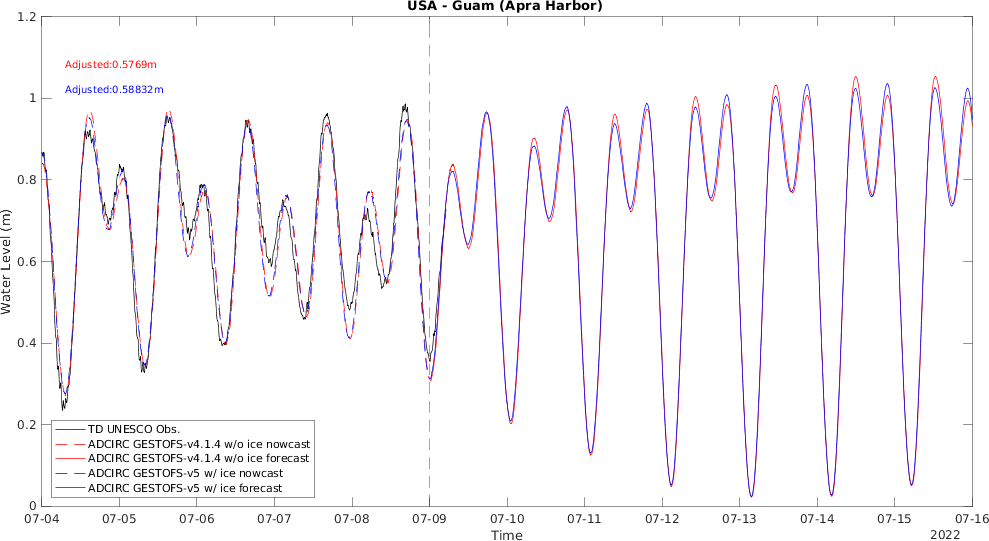 USA - Guam (Apra Harbor)
1.2
Adjusted:0.5769m
Adjusted:0.58832m
1
0.8
0.6
0.4
0.2
0
Water Level (m)
TD UNESCO Obs.
ADCIRC GESTOFS-v4.1.4 w/o ice nowcast
ADCIRC GESTOFS-v4.1.4 w/o ice forecast
ADCIRC GESTOFS-v5 w/ ice nowcast
ADCIRC GESTOFS-v5 w/ ice forecast
07-04 07-05 07-06 07-07 07-08 07-09 07-10 07-11 07-12 07-13 07-14 07-15 07-16
Time
2022